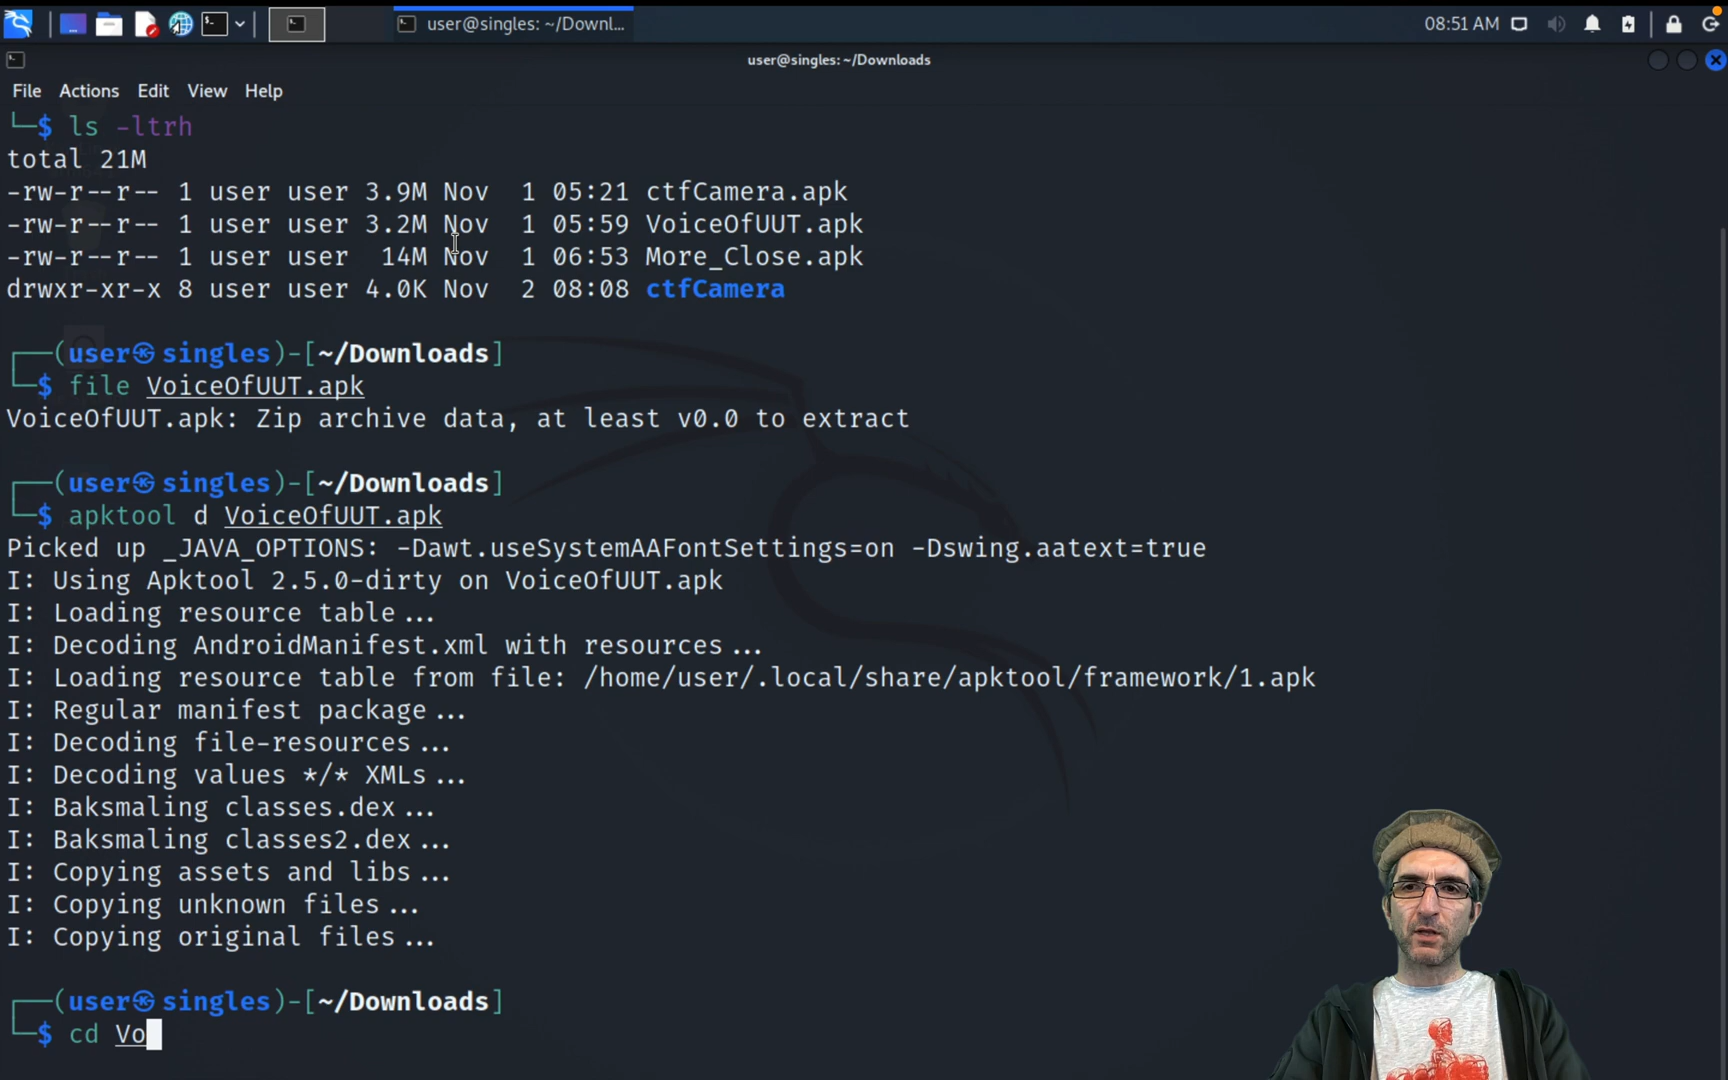 user@singles: ~/Downl...
08:51 AM
user@singles: ~/Downloads
File Actions Edit View Help
└─$ ls -ltrh
total 21M
-rw-r--r-- 1 user user 3.9M Nov  1 05:21 ctfCamera.apk
-rw-r--r-- 1 user user 3.2M Nov  1 05:59 VoiceOfUUT.apk
-rw-r--r-- 1 user user  14M Nov  1 06:53 More_Close.apk
drwxr-xr-x 8 user user 4.0K Nov  2 08:08 ctfCamera
┌──(user㉿singles)-[~/Downloads]
└─$ file VoiceOfUUT.apk
VoiceOfUUT.apk: Zip archive data, at least v0.0 to extract
┌──(user㉿singles)-[~/Downloads]
└─$ apktool d VoiceOfUUT.apk
Picked up _JAVA_OPTIONS: -Dawt.useSystemAAFontSettings=on -Dswing.aatext=true
I: Using Apktool 2.5.0-dirty on VoiceOfUUT.apk
I: Loading resource table...
I: Decoding AndroidManifest.xml with resources...
I: Loading resource table from file: /home/user/.local/share/apktool/framework/1.apk
I: Regular manifest package...
I: Decoding file-resources...
I: Decoding values */* XMLs...
I: Baksmaling classes.dex...
I: Baksmaling classes2.dex...
I: Copying assets and libs...
I: Copying unknown files...
I: Copying original files...
┌──(user㉿singles)-[~/Downloads]
└─$ cd Vo